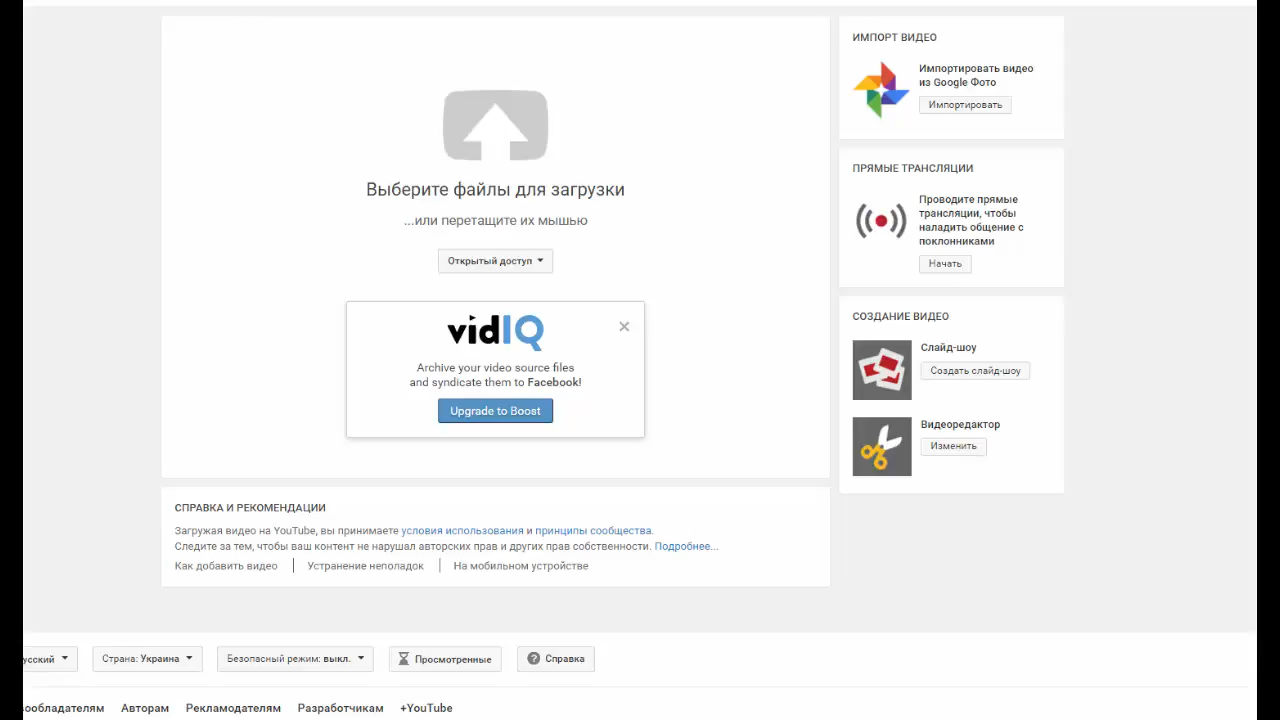 Выберите файлы для загрузки
...или перетащите их мышью
Открытый доступ
vidIQ
Archive your video source files
and syndicate them to Facebook!
Upgrade to Boost
СПРАВКА И РЕКОМЕНДАЦИИ
Загружая видео на YouTube, вы принимаете условия использования и принципы сообщества.
Следите за тем, чтобы ваш контент не нарушал авторских прав и других прав собственности. Подробнее...
Как добавить видео
Устранение неполадок
На мобильном устройстве
ИМПОРТ ВИДЕО
Импортировать видео
из Google Фото
Импортировать
ПРЯМЫЕ ТРАНСЛЯЦИИ
Проводите прямые
трансляции, чтобы
наладить общение с
поклонниками
Начать
СОЗДАНИЕ ВИДЕО
Слайд-шоу
Создать слайд-шоу
Видеоредактор
Изменить
усский
Страна: Украина
Безопасный режим: выкл.
Просмотренные
Справка
вообладателям
Авторам
Рекламодателям
Разработчикам
+YouTube